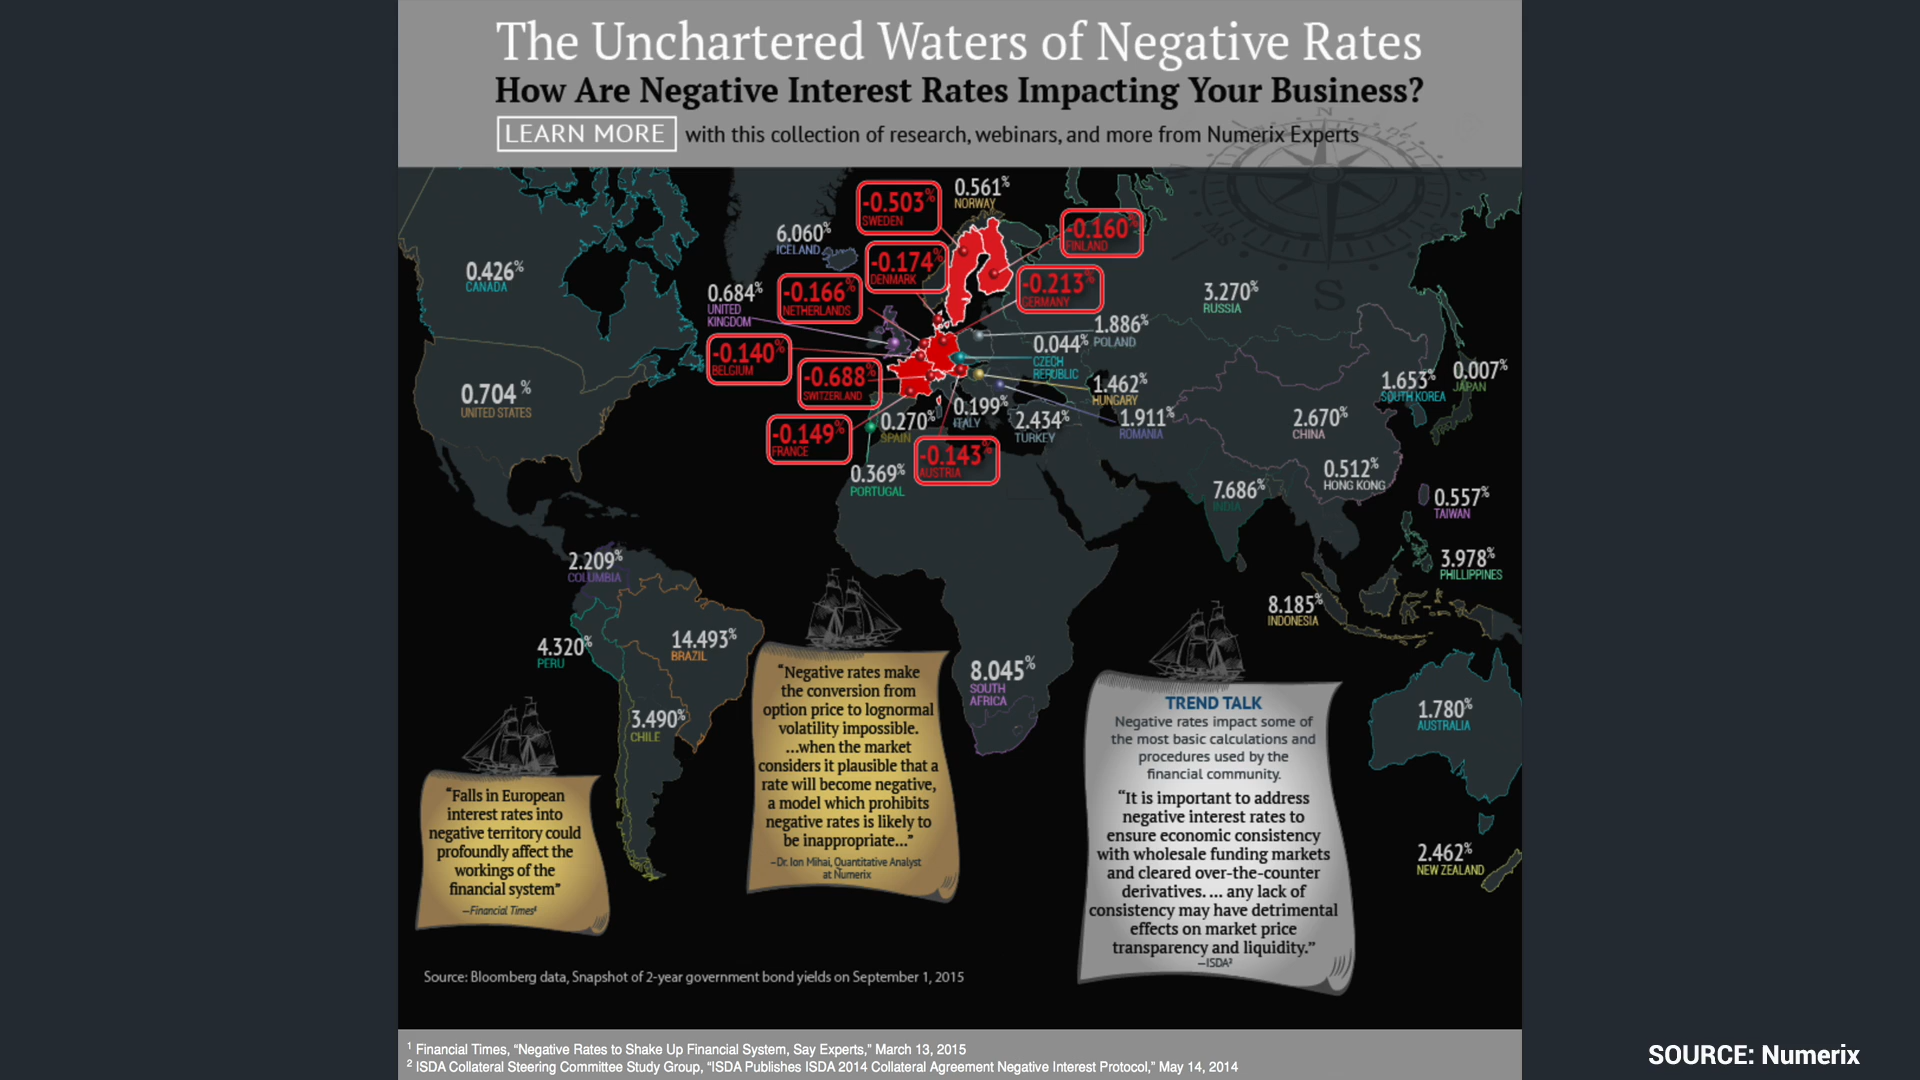 The Unchartered Waters of Negative Rates
How Are Negative Interest Rates Impacting Your Business?
LEARN MORE with this collection of research, webinars, and more from Numerix Experts
N
S
SW
-0.503%
SWEDEN
0.561%
NORWAY
-0.160%
FINLAND
6.060%
ICELAND
-0.174%
DENMARK
0.426%
CANADA
-0.166%
NETHERLANDS
-0.213%
GERMANY
0.684%
UNITED
KINGDOM
3.270%
RUSSIA
1.886%
POLAND
-0.140%
BELGIUM
0.044%
CZECH
REPUBLIC
-0.688%
SWITZERLAND
0.704%
UNITED STATES
1.462%
HUNGARY
1.653%
SOUTH KOREA
0.007%
JAPAN
-0.149%
FRANCE
0.270%
SPAIN
0.199%
ITALY
2.434%
TURKEY
1.911%
ROMANIA
2.670%
CHINA
-0.143%
AUSTRIA
0.369%
PORTUGAL
0.512%
HONG KONG
7.686%
INDIA
0.557%
TAIWAN
2.209%
COLUMBIA
3.978%
PHILLIPPINES
8.185%
INDONESIA
4.320%
PERU
14.493%
BRAZIL
8.045%
SOUTH
AFRICA
3.490%
CHILE
1.780%
AUSTRALIA
2.462%
NEW ZEALAND
“Falls in European
interest rates into
negative territory could
profoundly affect the
workings of the
financial system”
–Financial Times¹
“Negative rates make
the conversion from
option price to lognormal
volatility impossible.
...when the market
considers it plausible that a
rate will become negative,
a model which prohibits
negative rates is likely to
be inappropriate...”
–Dr. Ion Mihai, Quantitative Analyst
at Numerix
TREND TALK
Negative rates impact some of
the most basic calculations and
procedures used by the
financial community.
“It is important to address
negative interest rates to
ensure economic consistency
with wholesale funding markets
and cleared over-the-counter
derivatives. ... any lack of
consistency may have detrimental
effects on market price
transparency and liquidity.”
–ISDA²
Source: Bloomberg data, Snapshot of 2-year government bond yields on September 1, 2015
¹ Financial Times, “Negative Rates to Shake Up Financial System, Say Experts,” March 13, 2015
² ISDA Collateral Steering Committee Study Group, “ISDA Publishes ISDA 2014 Collateral Agreement Negative Interest Protocol,” May 14, 2014
SOURCE: Numerix